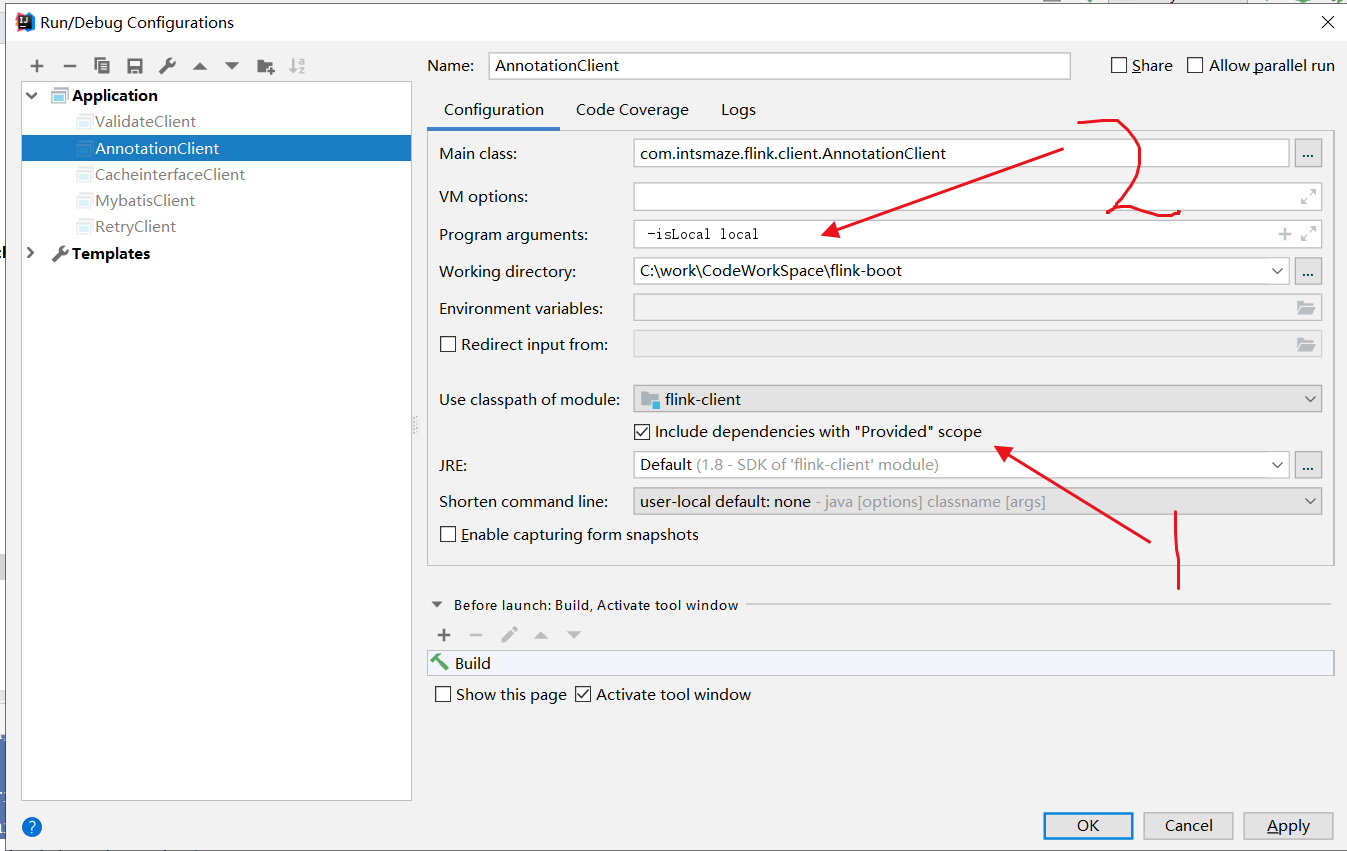 Run/Debug Configurations
Name: AnnotationClient
Share
Allow parallel run
Application
ValidateClient
AnnotationClient
CacheinterfaceClient
MybatisClient
RetryClient
Templates
Configuration Code Coverage Logs
Main class: com.intsmaze.flink.client.AnnotationClient ...
2
VM options:
Program arguments: -isLocal local
Working directory: C:\work\CodeWorkSpace\flink-boot ...
Environment variables:
Redirect input from:
Use classpath of module: flink-client
Include dependencies with "Provided" scope
JRE: Default (1.8 - SDK of 'flink-client' module) ...
Shorten command line: user-local default: none - java [options] classname [args]
1
Enable capturing form snapshots
Before launch: Build, Activate tool window
Build
Show this page Activate tool window
?
OK Cancel Apply